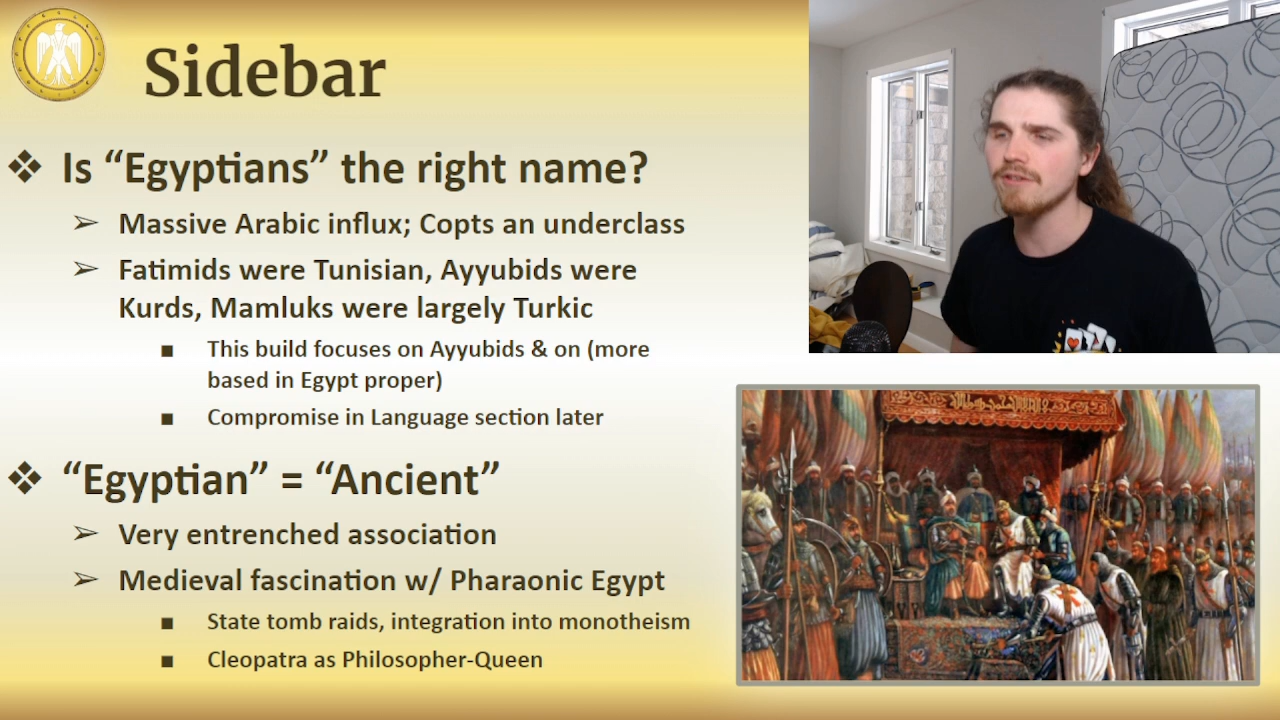 Sidebar
❖ Is “Egyptians” the right name?
➢ Massive Arabic influx; Copts an underclass
➢ Fatimids were Tunisian, Ayyubids were
Kurds, Mamluks were largely Turkic
■ This build focuses on Ayyubids & on (more
based in Egypt proper)
■ Compromise in Language section later
❖ “Egyptian” = “Ancient”
➢ Very entrenched association
➢ Medieval fascination w/ Pharaonic Egypt
■ State tomb raids, integration into monotheism
■ Cleopatra as Philosopher-Queen